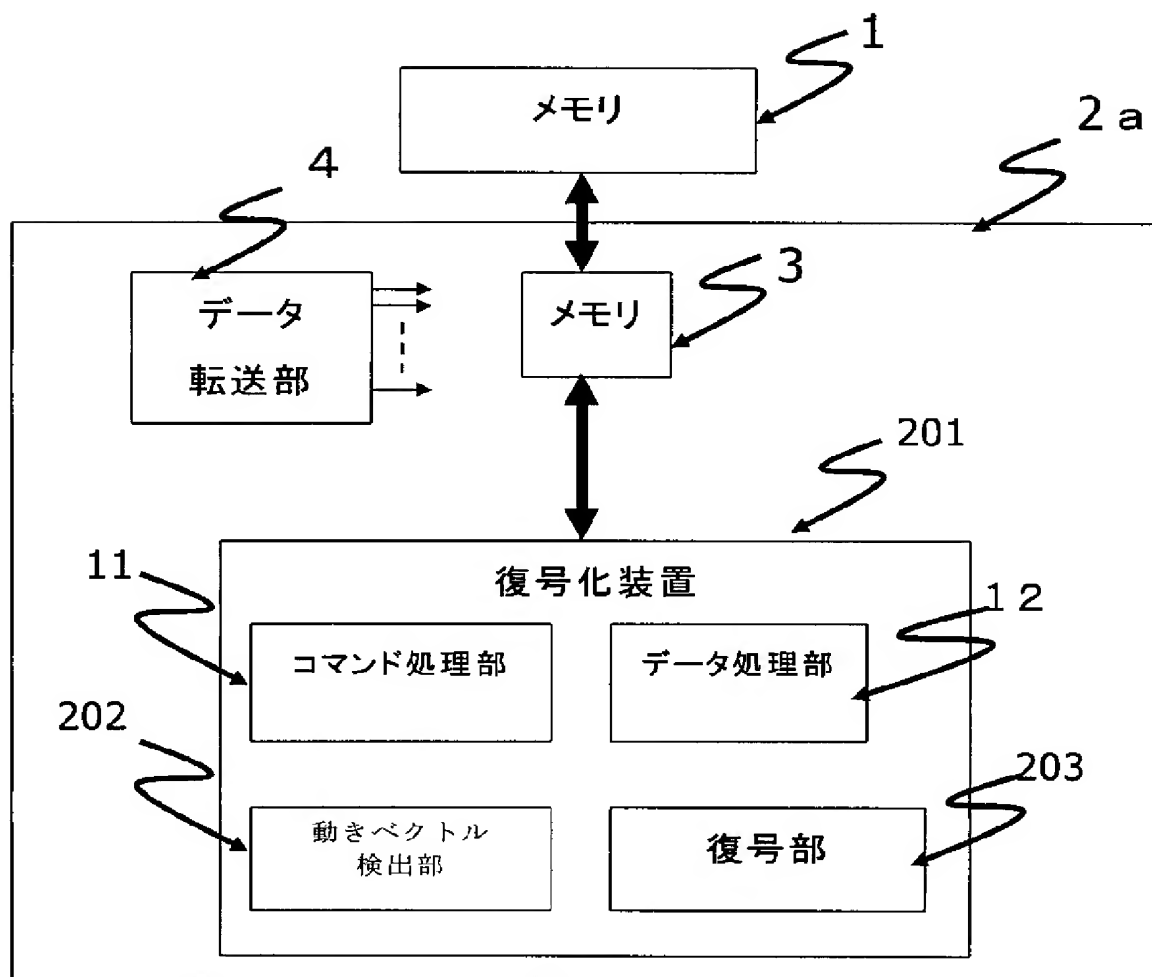 1
メモリ
2a
4
データ
転送部
3
メモリ
201
復号化装置
11
コマンド処理部
12
データ処理部
202
動きベクトル
検出部
203
復号部